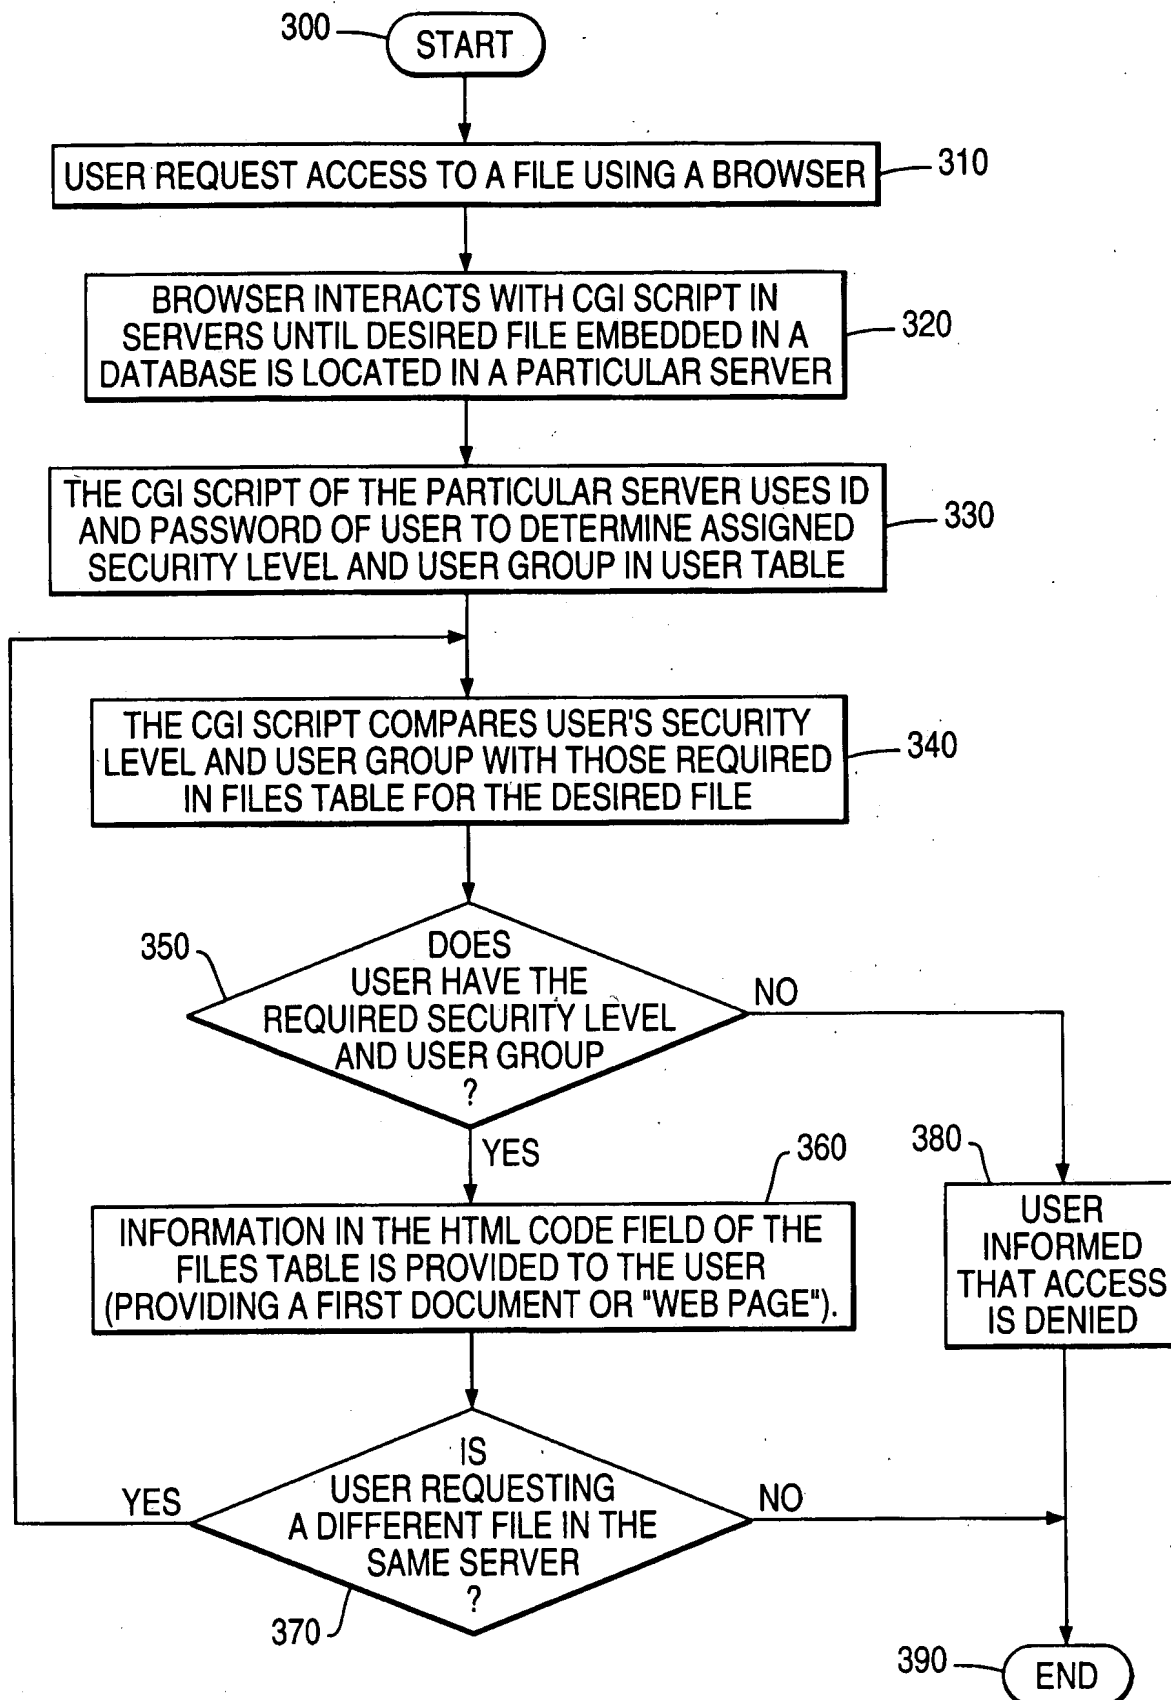 300
START
USER REQUEST ACCESS TO A FILE USING A BROWSER
310
BROWSER INTERACTS WITH CGI SCRIPT IN
SERVERS UNTIL DESIRED FILE EMBEDDED IN A
DATABASE IS LOCATED IN A PARTICULAR SERVER
320
THE CGI SCRIPT OF THE PARTICULAR SERVER USES ID
AND PASSWORD OF USER TO DETERMINE ASSIGNED
SECURITY LEVEL AND USER GROUP IN USER TABLE
330
THE CGI SCRIPT COMPARES USER'S SECURITY
LEVEL AND USER GROUP WITH THOSE REQUIRED
IN FILES TABLE FOR THE DESIRED FILE
340
350
DOES
USER HAVE THE
REQUIRED SECURITY LEVEL
AND USER GROUP
?
NO
YES
360
INFORMATION IN THE HTML CODE FIELD OF THE
FILES TABLE IS PROVIDED TO THE USER
(PROVIDING A FIRST DOCUMENT OR "WEB PAGE").
380
USER
INFORMED
THAT ACCESS
IS DENIED
IS
USER REQUESTING
A DIFFERENT FILE IN THE
SAME SERVER
?
YES
NO
370
390
END